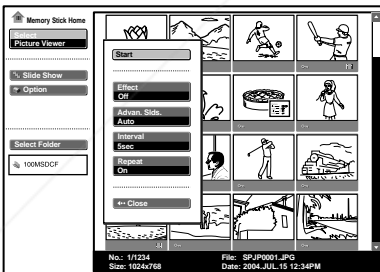 Memory Stick Home
Select
Picture Viewer
Slide Show
Option
Select Folder
100MSDCF
Start
Effect
Off
Advan. Slds.
Auto
Interval
5sec
Repeat
On
Close
No.: 1/1234
File: SPJP0001.JPG
Size: 1024x768
Date: 2004.JUL.15 12:34PM